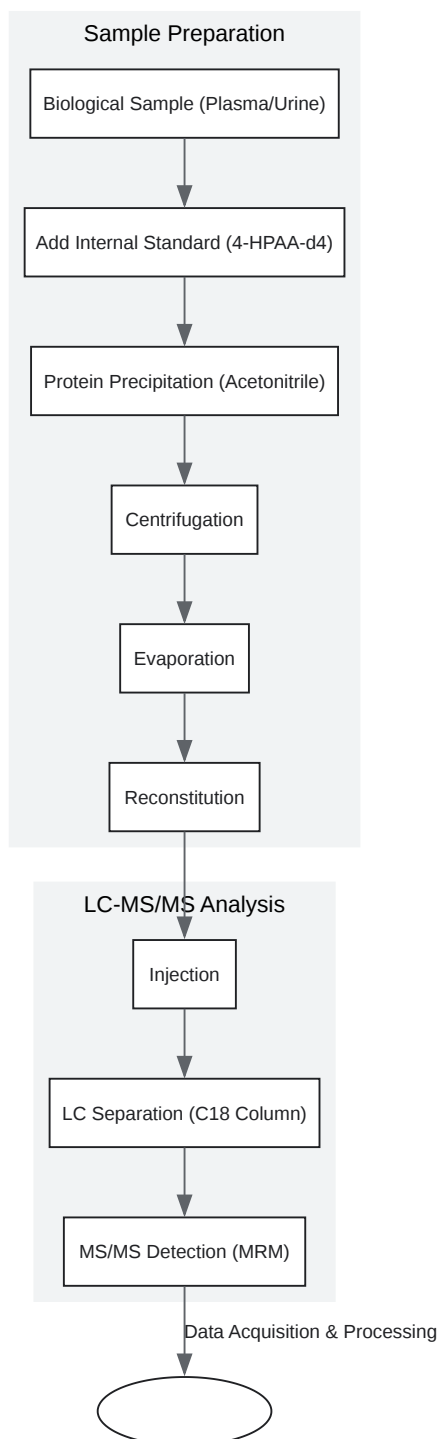 Sample Preparation
Biological Sample (Plasma/Urine)
Add Internal Standard (4-HPAA-d4)
Protein Precipitation (Acetonitrile)
Centrifugation
Evaporation
Reconstitution
LC-MS/MS Analysis
Injection
LC Separation (C18 Column)
MS/MS Detection (MRM)
Data Acquisition & Processing